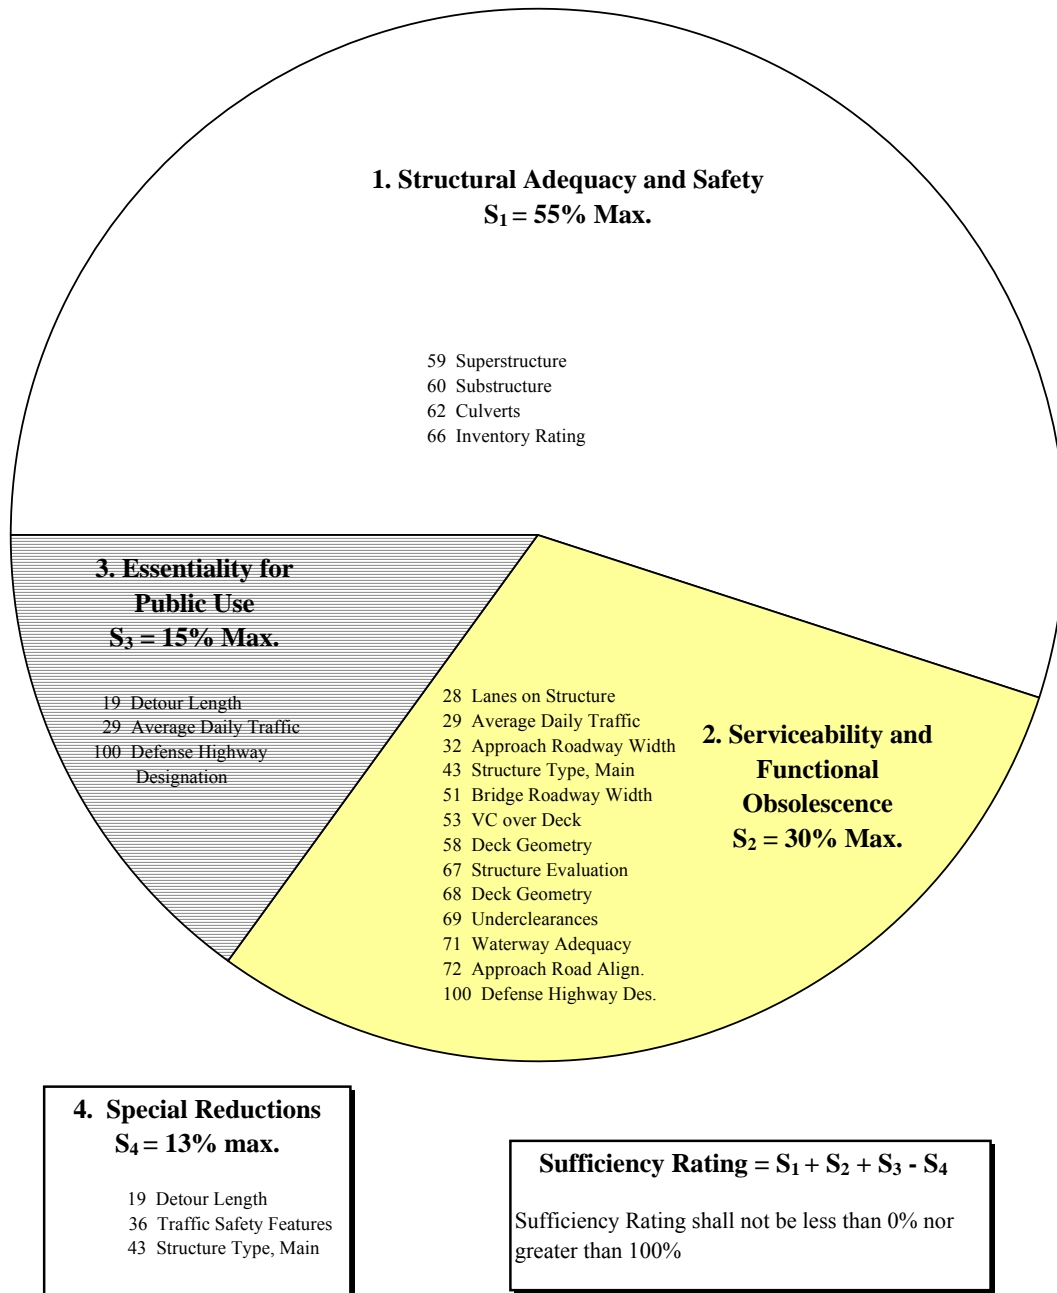 1. Structural Adequacy and Safety
S₁ = 55% Max.
59 Superstructure
60 Substructure
62 Culverts
66 Inventory Rating
3. Essentiality for
Public Use
S₃ = 15% Max.
19 Detour Length
29 Average Daily Traffic
100 Defense Highway
Designation
28 Lanes on Structure
29 Average Daily Traffic
32 Approach Roadway Width
43 Structure Type, Main
51 Bridge Roadway Width
53 VC over Deck
58 Deck Geometry
67 Structure Evaluation
68 Deck Geometry
69 Underclearances
71 Waterway Adequacy
72 Approach Road Align.
100 Defense Highway Des.
2. Serviceability and
Functional
Obsolescence
S₂ = 30% Max.
4. Special Reductions
S₄ = 13% max.
19 Detour Length
36 Traffic Safety Features
43 Structure Type, Main
Sufficiency Rating = S₁ + S₂ + S₃ - S₄
Sufficiency Rating shall not be less than 0% nor
greater than 100%